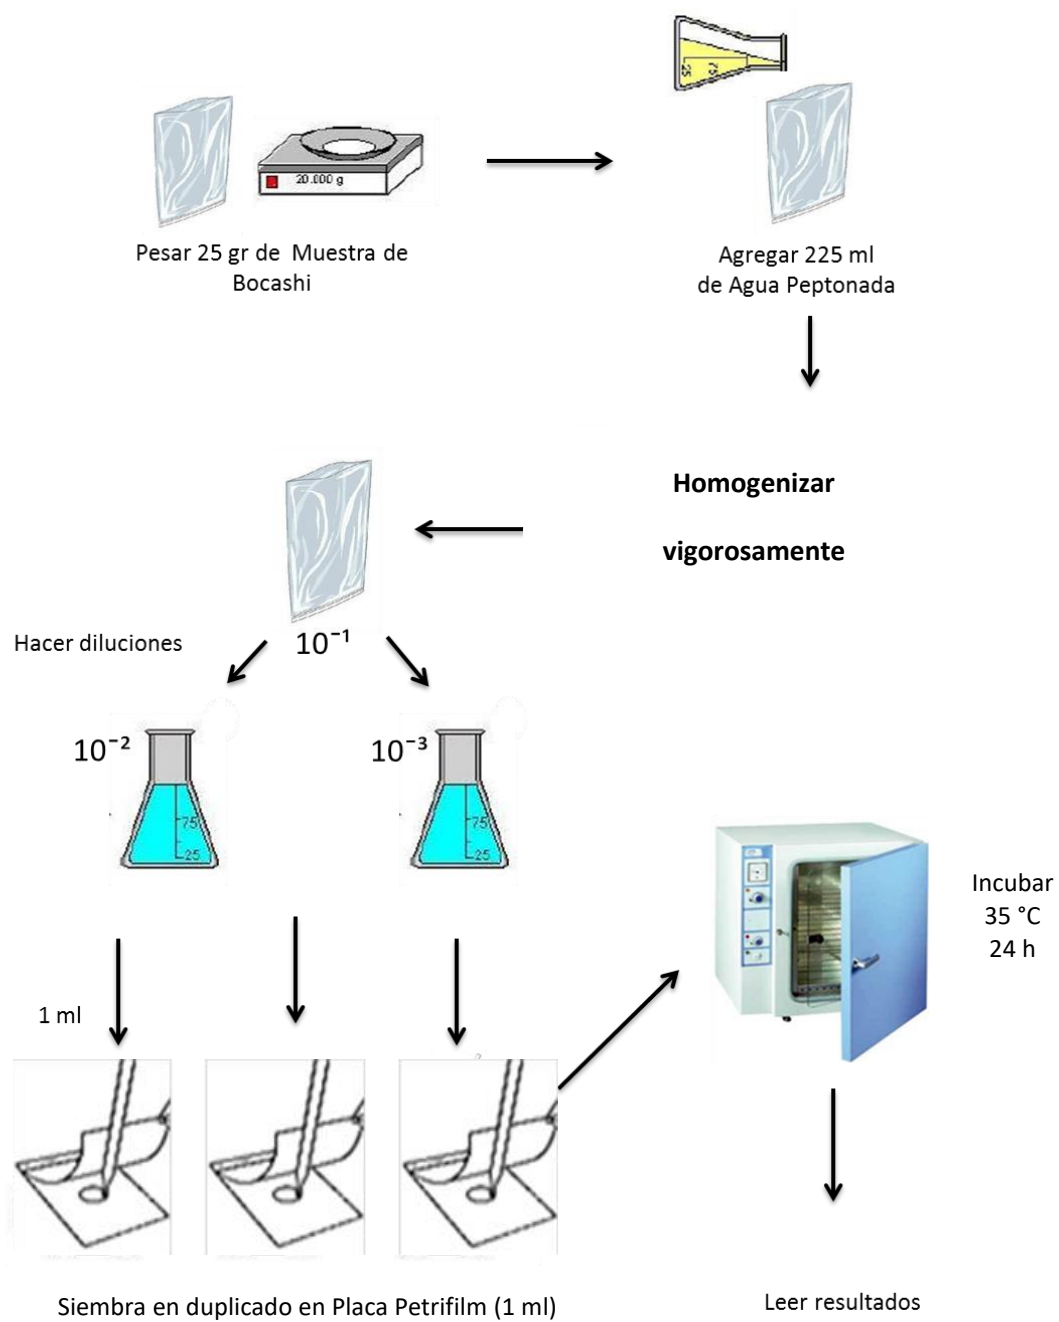 20.000 g
75
25
Pesar 25 gr de Muestra de
Bocashi
Agregar 225 ml
de Agua Peptonada
Homogenizar
vigorosamente
Hacer diluciones
10⁻¹
10⁻²
10⁻³
75
25
75
25
Incubar
35 °C
24 h
1 ml
Siembra en duplicado en Placa Petrifilm (1 ml)
Leer resultados